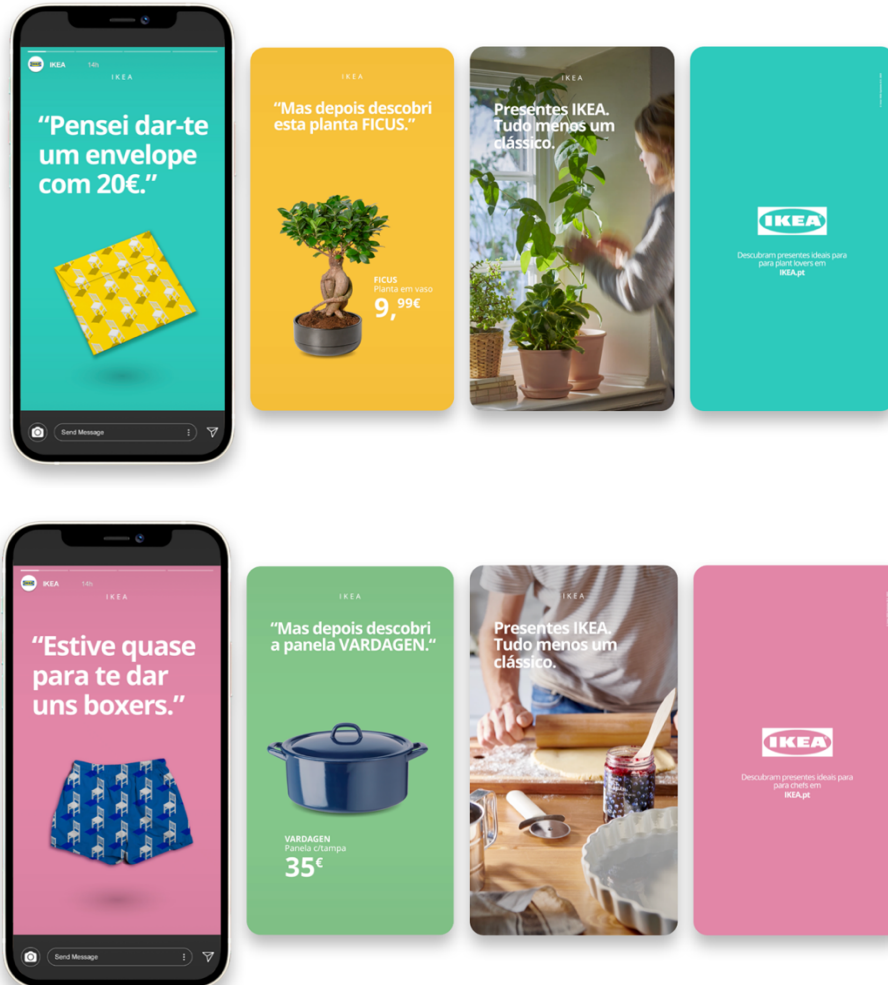 IKEA 14h
IKEA
“Pensei dar-te
um envelope
com 20€.”
Send Message
IKEA
“Mas depois descobri
esta planta FICUS.”
FICUS
Planta em vaso
9,99€
IKEA
Presentes IKEA.
Tudo menos um
clássico.
IKEA
Descubram presentes ideais para
para plant lovers em
IKEA.pt
IKEA 14h
IKEA
“Estive quase
para te dar
uns boxers.”
Send Message
IKEA
“Mas depois descobri
a panela VARDAGEN.“
VARDAGEN
Panela c/tampa
35€
IKEA
Presentes IKEA.
Tudo menos um
clássico.
IKEA
Descubram presentes ideais para
para chefs em
IKEA.pt